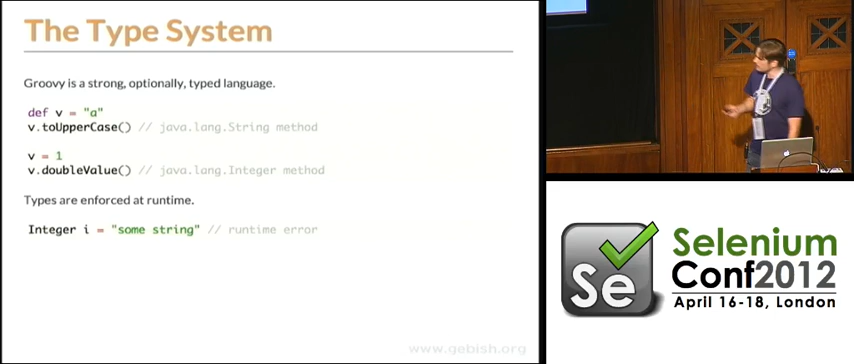 The Type System
Groovy is a strong, optionally, typed language.
def v = "a"
v.toUpperCase() // java.lang.String method
v = 1
v.doubleValue() // java.lang.Integer method
Types are enforced at runtime.
Integer i = "some string" // runtime error
www.gebish.org
Se
Selenium
Conf2012
April 16-18, London